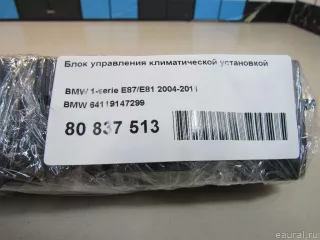 Блок управления климатической установкой
BMW 1-serie E87/E81 2004-2011
BMW 64119147299
80 837 513
eaural.ru